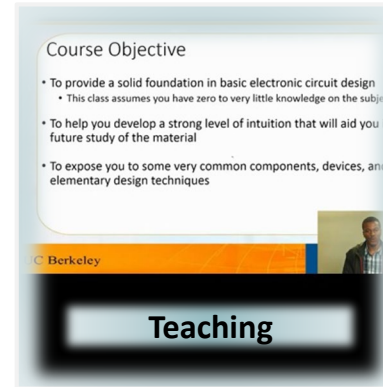 Course Objective
• To provide a solid foundation in basic electronic circuit design
• This class assumes you have zero to very little knowledge on the subje
• To help you develop a strong level of intuition that will aid you
future study of the material
• To expose you to some very common components, devices, an
elementary design techniques
C Berkeley
Teaching